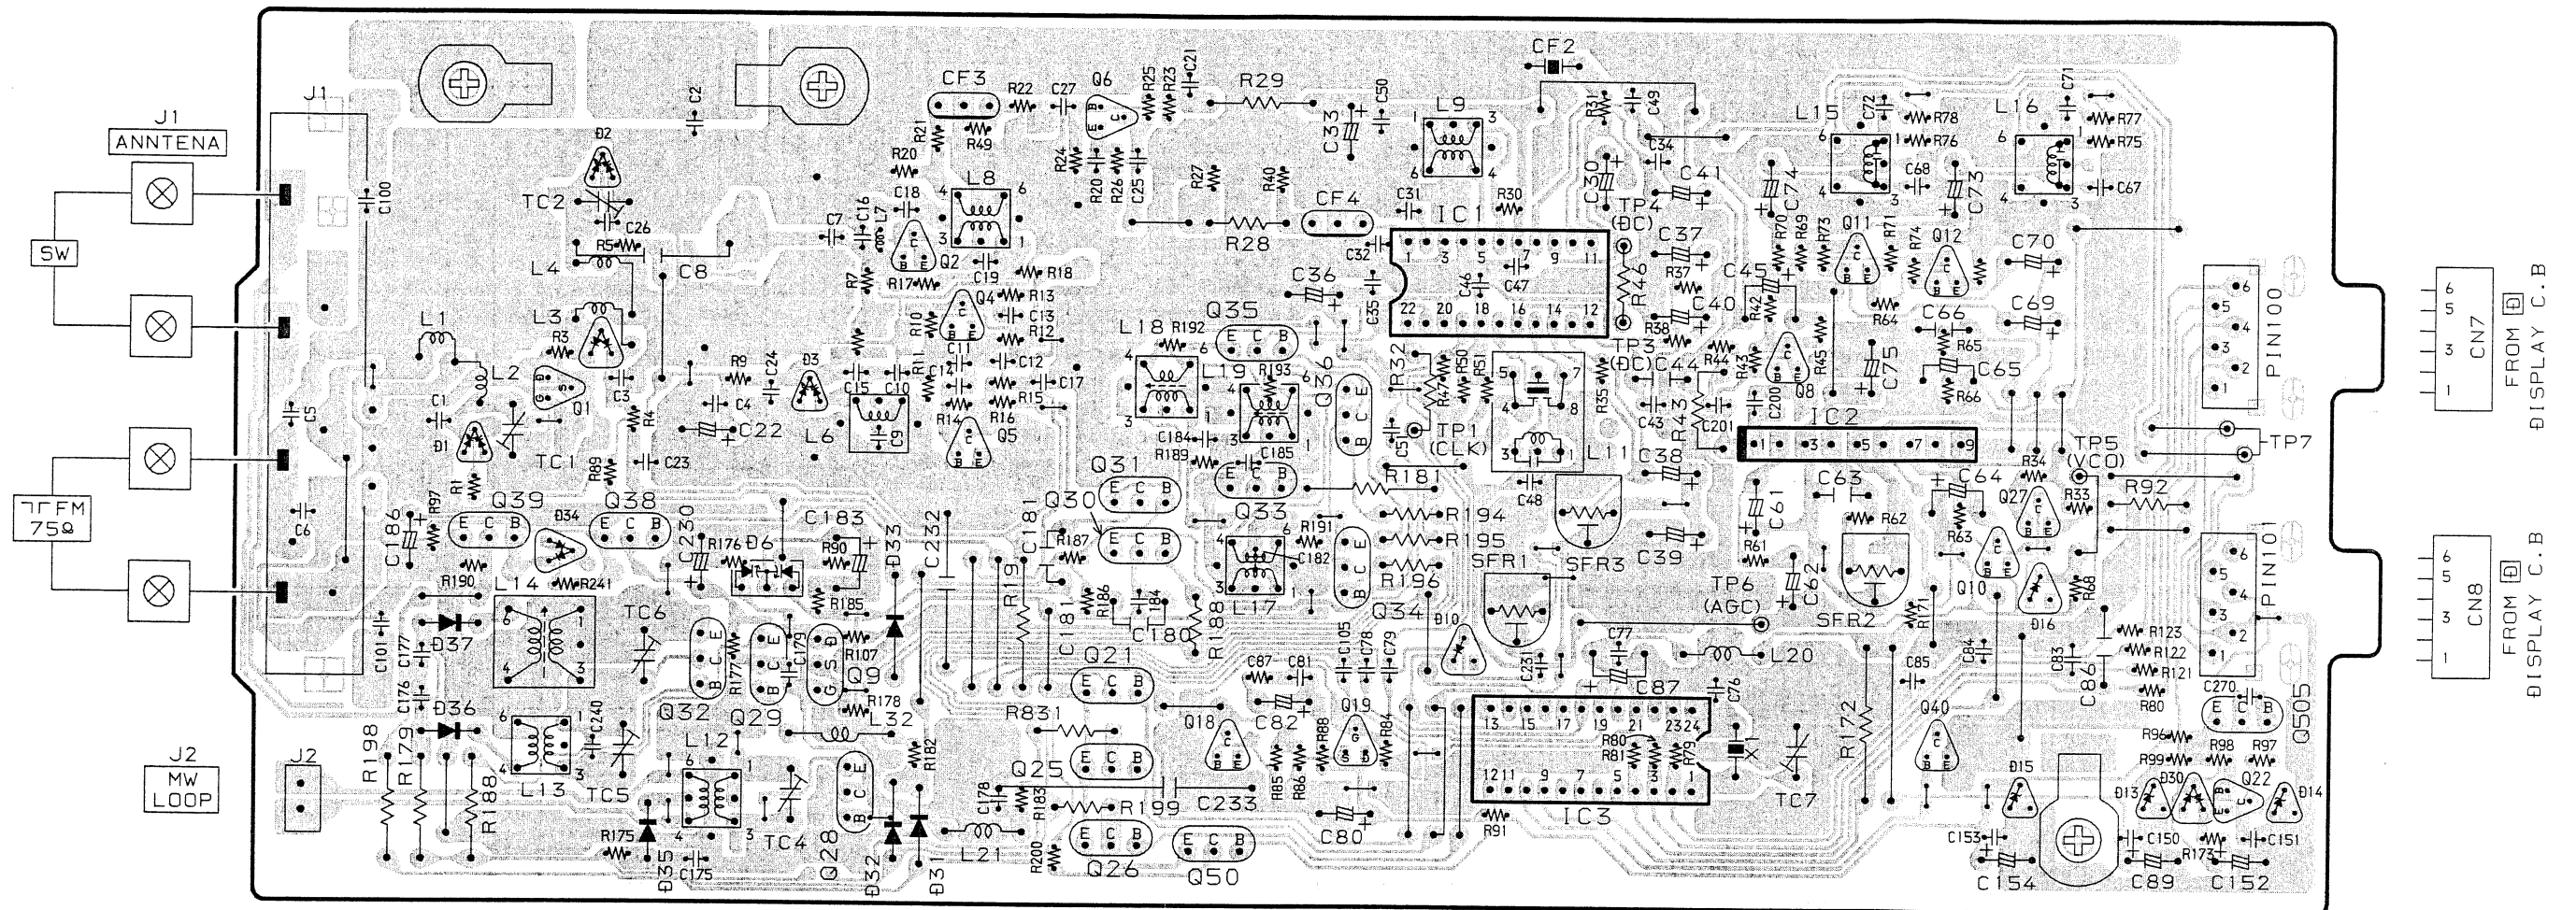 J1
ANNTENA
SW
FM
75Ω
J2
MW
LOOP
J1
C100
C5
C6
J2
D2
TC2
C26
R5
L4
C8
C2
L1
L3
R3
L2
C1
Q1
C3
R4
D1
TC1
R89
C23
R1
R9
C4
C24
C22
D3
L6
C15
C10
C9
CF3
R22
C27
Q6
R25
R23
C21
R29
R21
R49
R20
C18
L8
R24
R20
R26
C25
R27
R40
R28
CF4
C7
C16
L7
R7
Q2
C19
R17
R18
Q4
R13
C13
R12
R10
R11
C11
C12
C14
C17
R15
R14
R16
Q5
C33
C50
L9
CF2
R31
C49
C34
C30
C41
C31
R30
IC1
TP4
(DC)
C32
C36
C35
C46
C47
R46
C37
R37
C40
R38
TP3
(DC)
C44
R44
Q35
L18
R192
L19
R193
Q36
R32
R47
R50
R51
C51
TP1
(CLK)
L11
R35
C43
R43
C201
C38
C48
SFR3
C39
SFR1
L15
C72
R78
R76
C68
C74
C73
L16
C71
R77
R75
C67
R70
R69
R73
Q11
R71
R74
Q12
C70
C69
C45
R42
R43
R45
R64
C66
R65
C65
R66
C75
Q8
C200
IC2
TP5
(VCO)
TP7
PIN100
CN7
FROM D
DISPLAY C.B
C61
C63
R62
R61
C62
SFR2
C64
R63
R34
Q27
R33
Q10
D16
R68
R92
R171
PIN101
CN8
FROM D
DISPLAY C.B
R97
C186
Q39
Q38
D34
R190
L14
R241
C101
C177
D37
C176
D36
TC6
C230
R176
D6
C183
R90
R185
D33
C232
R19
C181
R187
Q30
Q31
C184
R189
C185
Q33
R181
R194
R195
R196
R191
C182
L17
Q34
R186
C184
C180
R188
C181
Q32
R177
Q29
C179
R107
Q9
R178
L32
R182
Q21
R831
Q25
R183
C178
R199
C233
L21
R200
Q26
Q50
L13
C240
TC5
L12
TC4
R198
R179
R188
R175
D35
C175
Q28
D32
D31
C87
C81
C105
C78
C79
C82
Q18
Q19
R85
R86
R88
R84
C80
D10
C231
C77
C87
TP6
(AGC)
L20
C76
IC3
R80
R81
R79
R91
X1
TC7
R172
C85
C84
C83
C86
Q40
R123
R122
R121
R80
C270
Q505
R96
R98
R97
R99
D15
D13
D30
Q22
D14
C153
C150
R173
C151
C154
C89
C152